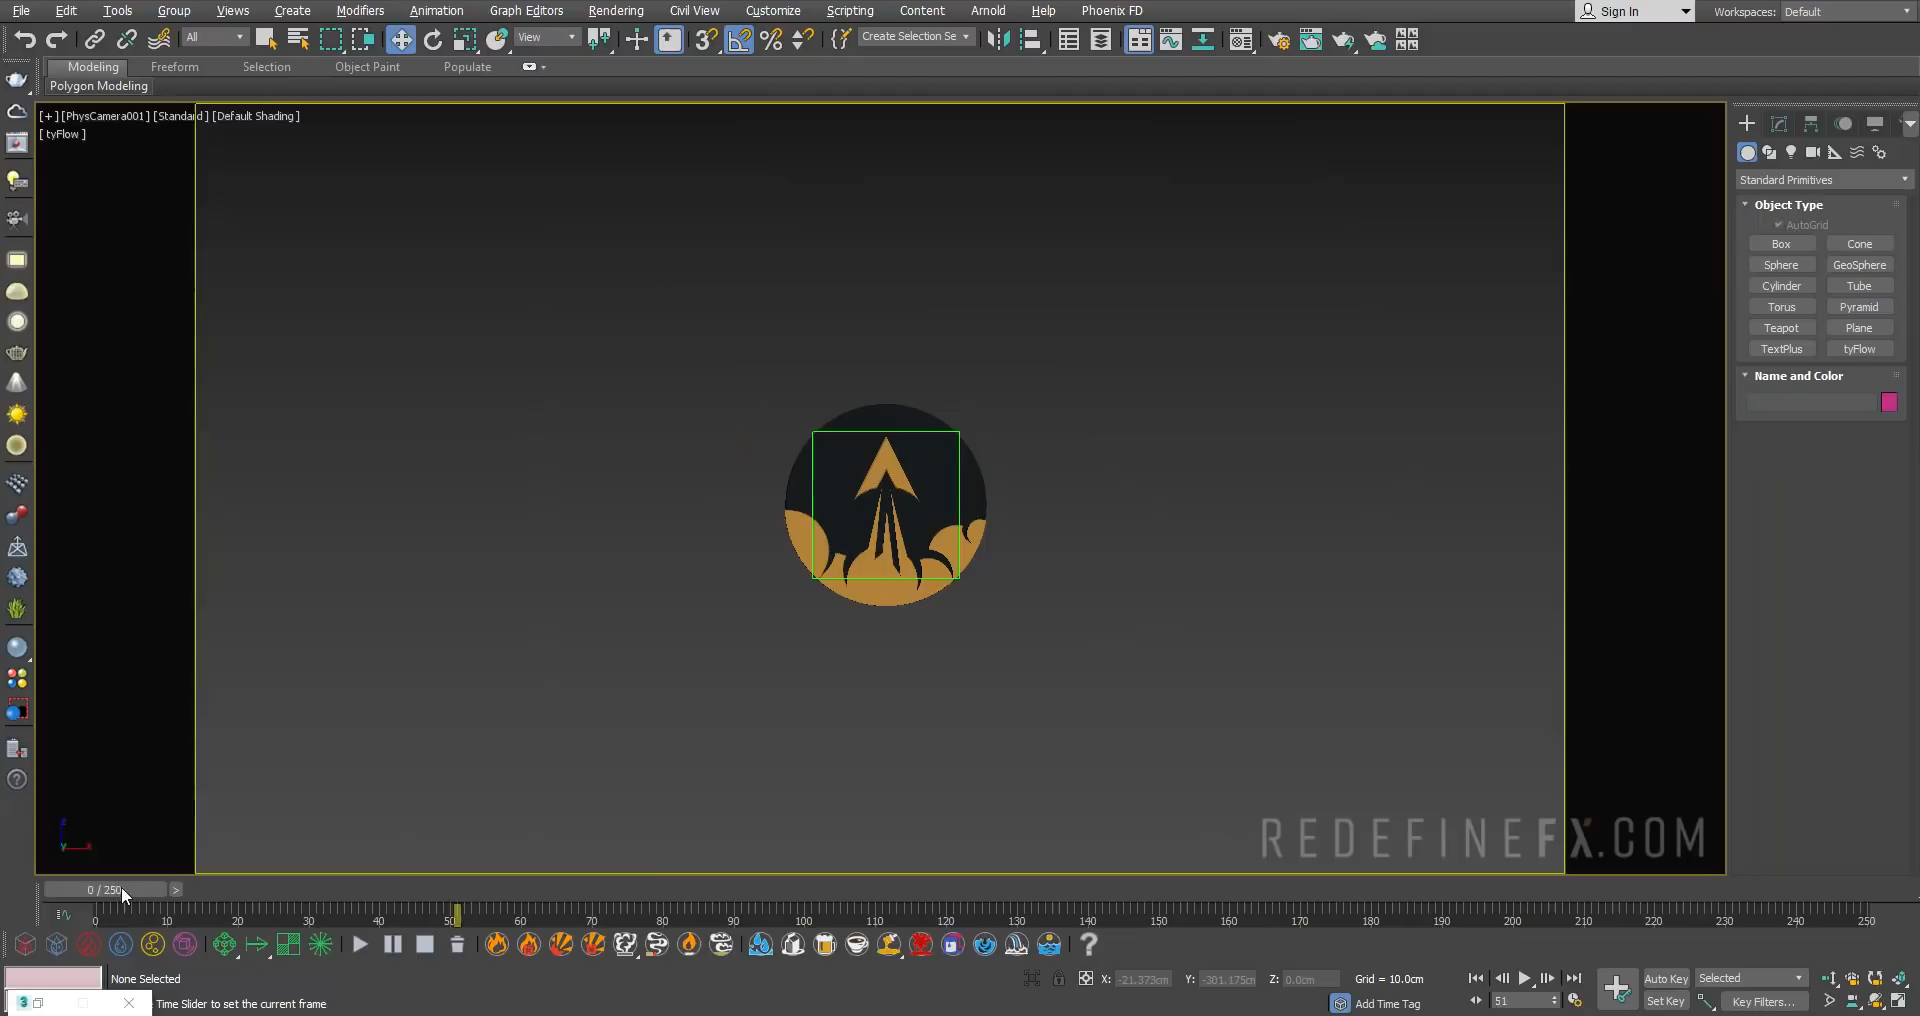 File Edit Tools Group Views Create Modifiers Animation Graph Editors Rendering Civil View Customize Scripting Content Arnold Help Phoenix FD Sign In Workspaces: Default
All View Create Selection Se
Modeling Freeform Selection Object Paint Populate
Polygon Modeling
[+] [PhysCamera001] [Standard] [Default Shading]
[ tyFlow ]
Standard Primitives
Object Type
AutoGrid
Box Cone
Sphere GeoSphere
Cylinder Tube
Torus Pyramid
Teapot Plane
TextPlus tyFlow
Name and Color
REDEFINEFX.COM
z
y x
0 / 250 >
0 10 20 30 40 50 60 70 80 90 100 110 120 130 140 150 160 170 180 190 200 210 220 230 240 250
None Selected X: -21.373cm Y: -301.175cm Z: 0.0cm Grid = 10.0cm Auto Key Selected
Time Slider to set the current frame Add Time Tag 51 Set Key Key Filters...